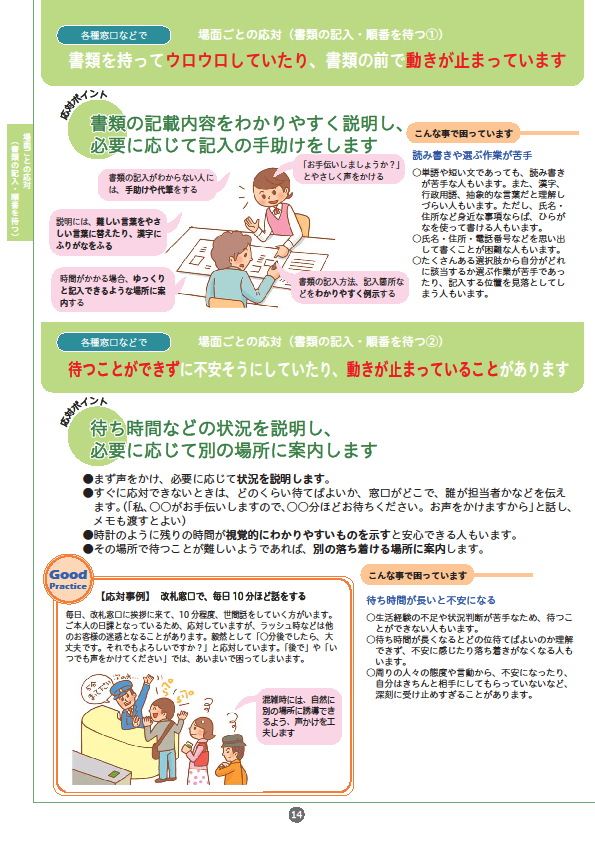 各種窓口などで
場面ごとの応対（書類の記入・順番を待つ①）
書類を持ってウロウロしていたり、書類の前で動きが止まっています
応対ポイント
書類の記載内容をわかりやすく説明し、
必要に応じて記入の手助けをします
場面ごとの応対
（書類の記入・順番を待つ）
書類の記入がわからない人に
は、手助けや代筆をする
「お手伝いしましょうか？」
とやさしく声をかける
説明には、難しい言葉をやさ
しい言葉に替えたり、漢字に
ふりがなをふる
時間がかかる場合、ゆっくり
と記入できるような場所に案
内する
書類の記入方法、記入箇所な
どをわかりやすく例示する
こんな事で困っています
読み書きや選ぶ作業が苦手
○単語や短い文であっても、読み書き
が苦手な人もいます。また、漢字、
行政用語、抽象的な言葉だと理解し
づらい人もいます。ただし、氏名・
住所など身近な事項ならば、ひらが
なを使って書ける人もいます。
○氏名・住所・電話番号などを思い出
して書くことが困難な人もいます。
○たくさんある選択肢から自分がどれ
に該当するか選ぶ作業が苦手であっ
たり、記入する位置を見落としてし
まう人もいます。
各種窓口などで
場面ごとの応対（書類の記入・順番を待つ②）
待つことができずに不安そうにしていたり、動きが止まっていることがあります
応対ポイント
待ち時間などの状況を説明し、
必要に応じて別の場所に案内します
●まず声をかけ、必要に応じて状況を説明します。
●すぐに応対できないときは、どのくらい待てばよいか、窓口がどこで、誰が担当者かなどを伝え
ます。（「私、〇〇がお手伝いしますので、〇〇分ほどお待ちください。お声をかけますから」と話し、
メモも渡すとよい）
●時計のように残りの時間が視覚的にわかりやすいものを示すと安心できる人もいます。
●その場所で待つことが難しいようであれば、別の落ち着ける場所に案内します。
Good
Practice
【応対事例】 改札窓口で、毎日10分ほど話をする
毎日、改札窓口に挨拶に来て、10分程度、世間話をしていく方がいます。
ご本人の日課となっているため、応対していますが、ラッシュ時などは他
のお客様の迷惑となることがあります。毅然として「〇分後でしたら、大
丈夫です。それでもよろしいですか？」と応対しています。「後で」や「い
つでも声をかけてください」では、あいまいで困ってしまいます。
5分
まって下さいネ
混雑時には、自然に
別の場所に誘導でき
るよう、声かけを工
夫します
こんな事で困っています
待ち時間が長いと不安になる
○生活経験の不足や状況判断が苦手なため、待つこ
とができない人もいます。
○待ち時間が長くなるとどの位待てばよいのか理解
できず、不安に感じたり落ち着がなくなる人も
います。
○周りの人々の態度や言動から、不安になったり、
自分はきちんと相手にしてもらっていないなど、
深刻に受け止めすぎることがあります。
14